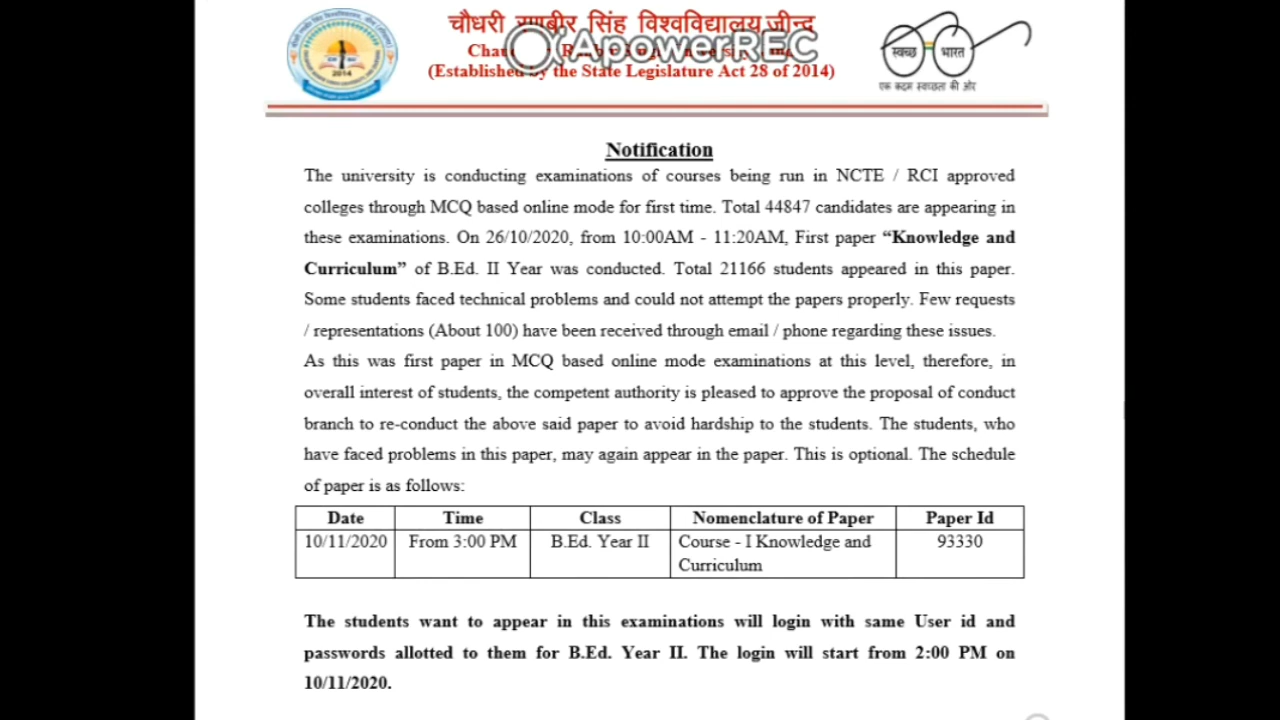 चौधरी रणबीर सिंह विश्वविद्यालय,जीन्द
ApowerREC
(Established by the State Legislature Act 28 of 2014)
2014
स्वच्छ भारत
एक कदम स्वच्छता की ओर
Notification
The university is conducting examinations of courses being run in NCTE / RCI approved
colleges through MCQ based online mode for first time. Total 44847 candidates are appearing in
these examinations. On 26/10/2020, from 10:00AM - 11:20AM, First paper “Knowledge and
Curriculum” of B.Ed. II Year was conducted. Total 21166 students appeared in this paper.
Some students faced technical problems and could not attempt the papers properly. Few requests
/ representations (About 100) have been received through email / phone regarding these issues.
As this was first paper in MCQ based online mode examinations at this level, therefore, in
overall interest of students, the competent authority is pleased to approve the proposal of conduct
branch to re-conduct the above said paper to avoid hardship to the students. The students, who
have faced problems in this paper, may again appear in the paper. This is optional. The schedule
of paper is as follows:
Date Time Class Nomenclature of Paper Paper Id
10/11/2020 From 3:00 PM B.Ed. Year II Course - I Knowledge and 93330
Curriculum
The students want to appear in this examinations will login with same User id and
passwords allotted to them for B.Ed. Year II. The login will start from 2:00 PM on
10/11/2020.